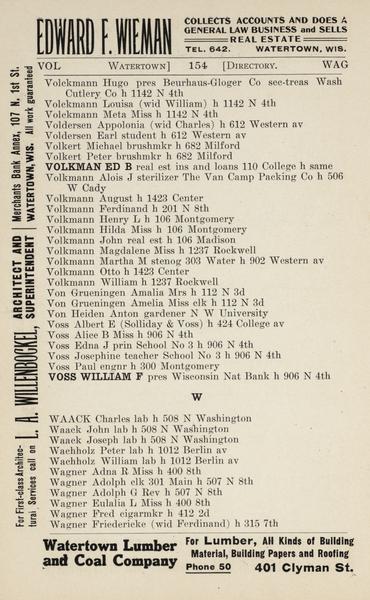 EDWARD F. WIEMAN
COLLECTS ACCOUNTS AND DOES A
GENERAL LAW BUSINESS and SELLS
REAL ESTATE
TEL. 642. WATERTOWN, WIS.
VOL WATERTOWN] 154 [DIRECTORY. WAG
Volckmann Hugo pres Beurhaus-Gloger Co sec-treas Wash
Cutlery Co h 1142 N 4th
Volckmann Louisa (wid William) h 1142 N 4th
Volckmann Meta Miss h 1142 N 4th
Voldersen Appolonia (wid Charles) h 612 Western av
Voldersen Earl student h 612 Western av
Volkert Michael brushmkr h 682 Milford
Volkert Peter brushmkr h 682 Milford
VOLKMAN ED B real est ins and loans 110 College h same
Volkmann Alois J sterilizer The Van Camp Packing Co h 506
W Cady
Volkmann August h 1423 Center
Volkmann Ferdinand h 201 N 8th
Volkmann Henry L h 106 Montgomery
Volkmann Hilda Miss h 106 Montgomery
Volkmann John real est h 106 Madison
Volkmann Magdalene Miss h 1237 Rockwell
Volkmann Martha M stenog 303 Water h 902 Western av
Volkmann Otto h 1423 Center
Volkmann William h 1237 Rockwell
Von Grueningen Amalia Mrs h 112 N 3d
Von Grueningen Amelia Miss clk h 112 N 3d
Von Heiden Anton gardener N W University
Voss Albert E (Solliday & Voss) h 424 College av
Voss Alice B Miss h 906 N 4th
Voss Edna J prin School No 3 h 906 N 4th
Voss Josephine teacher School No 3 h 906 N 4th
Voss Paul engnr h 300 Montgomery
VOSS WILLIAM F pres Wisconsin Nat Bank h 906 N 4th
W
WAACK Charles lab h 508 N Washington
Waack John lab h 508 N Washington
Waack Joseph lab h 508 N Washington
Wachholz Peter lab h 1012 Berlin av
Wachholz William lab h 1012 Berlin av
Wagner Adna R Miss h 400 8th
Wagner Adolph clk 301 Main h 507 N 8th
Wagner Adolph G Rev h 507 N 8th
Wagner Eulalia L Miss h 400 8th
Wagner Fred cigarmkr h 412 2d
Wagner Friedericke (wid Ferdinand) h 315 7th
For First-class Architec-
tural Services call on
L. A. WILLENBOCKEL,
ARCHITECT AND
SUPERINTENDENT
Merchants Bank Annex, 107 N. 1st St.
WATERTOWN, WIS. All work guaranteed
Watertown Lumber
and Coal Company
For Lumber, All Kinds of Building
Material, Building Papers and Roofing
Phone 50 401 Clyman St.